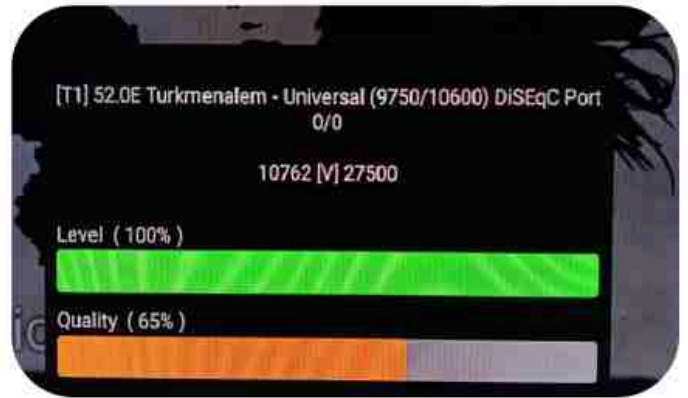 [T1] 52.0E Turkmenalem - Universal (9750/10600) DiSEqC Port
0/0
10762 [V] 27500
Level ( 100% )
Quality ( 65% )